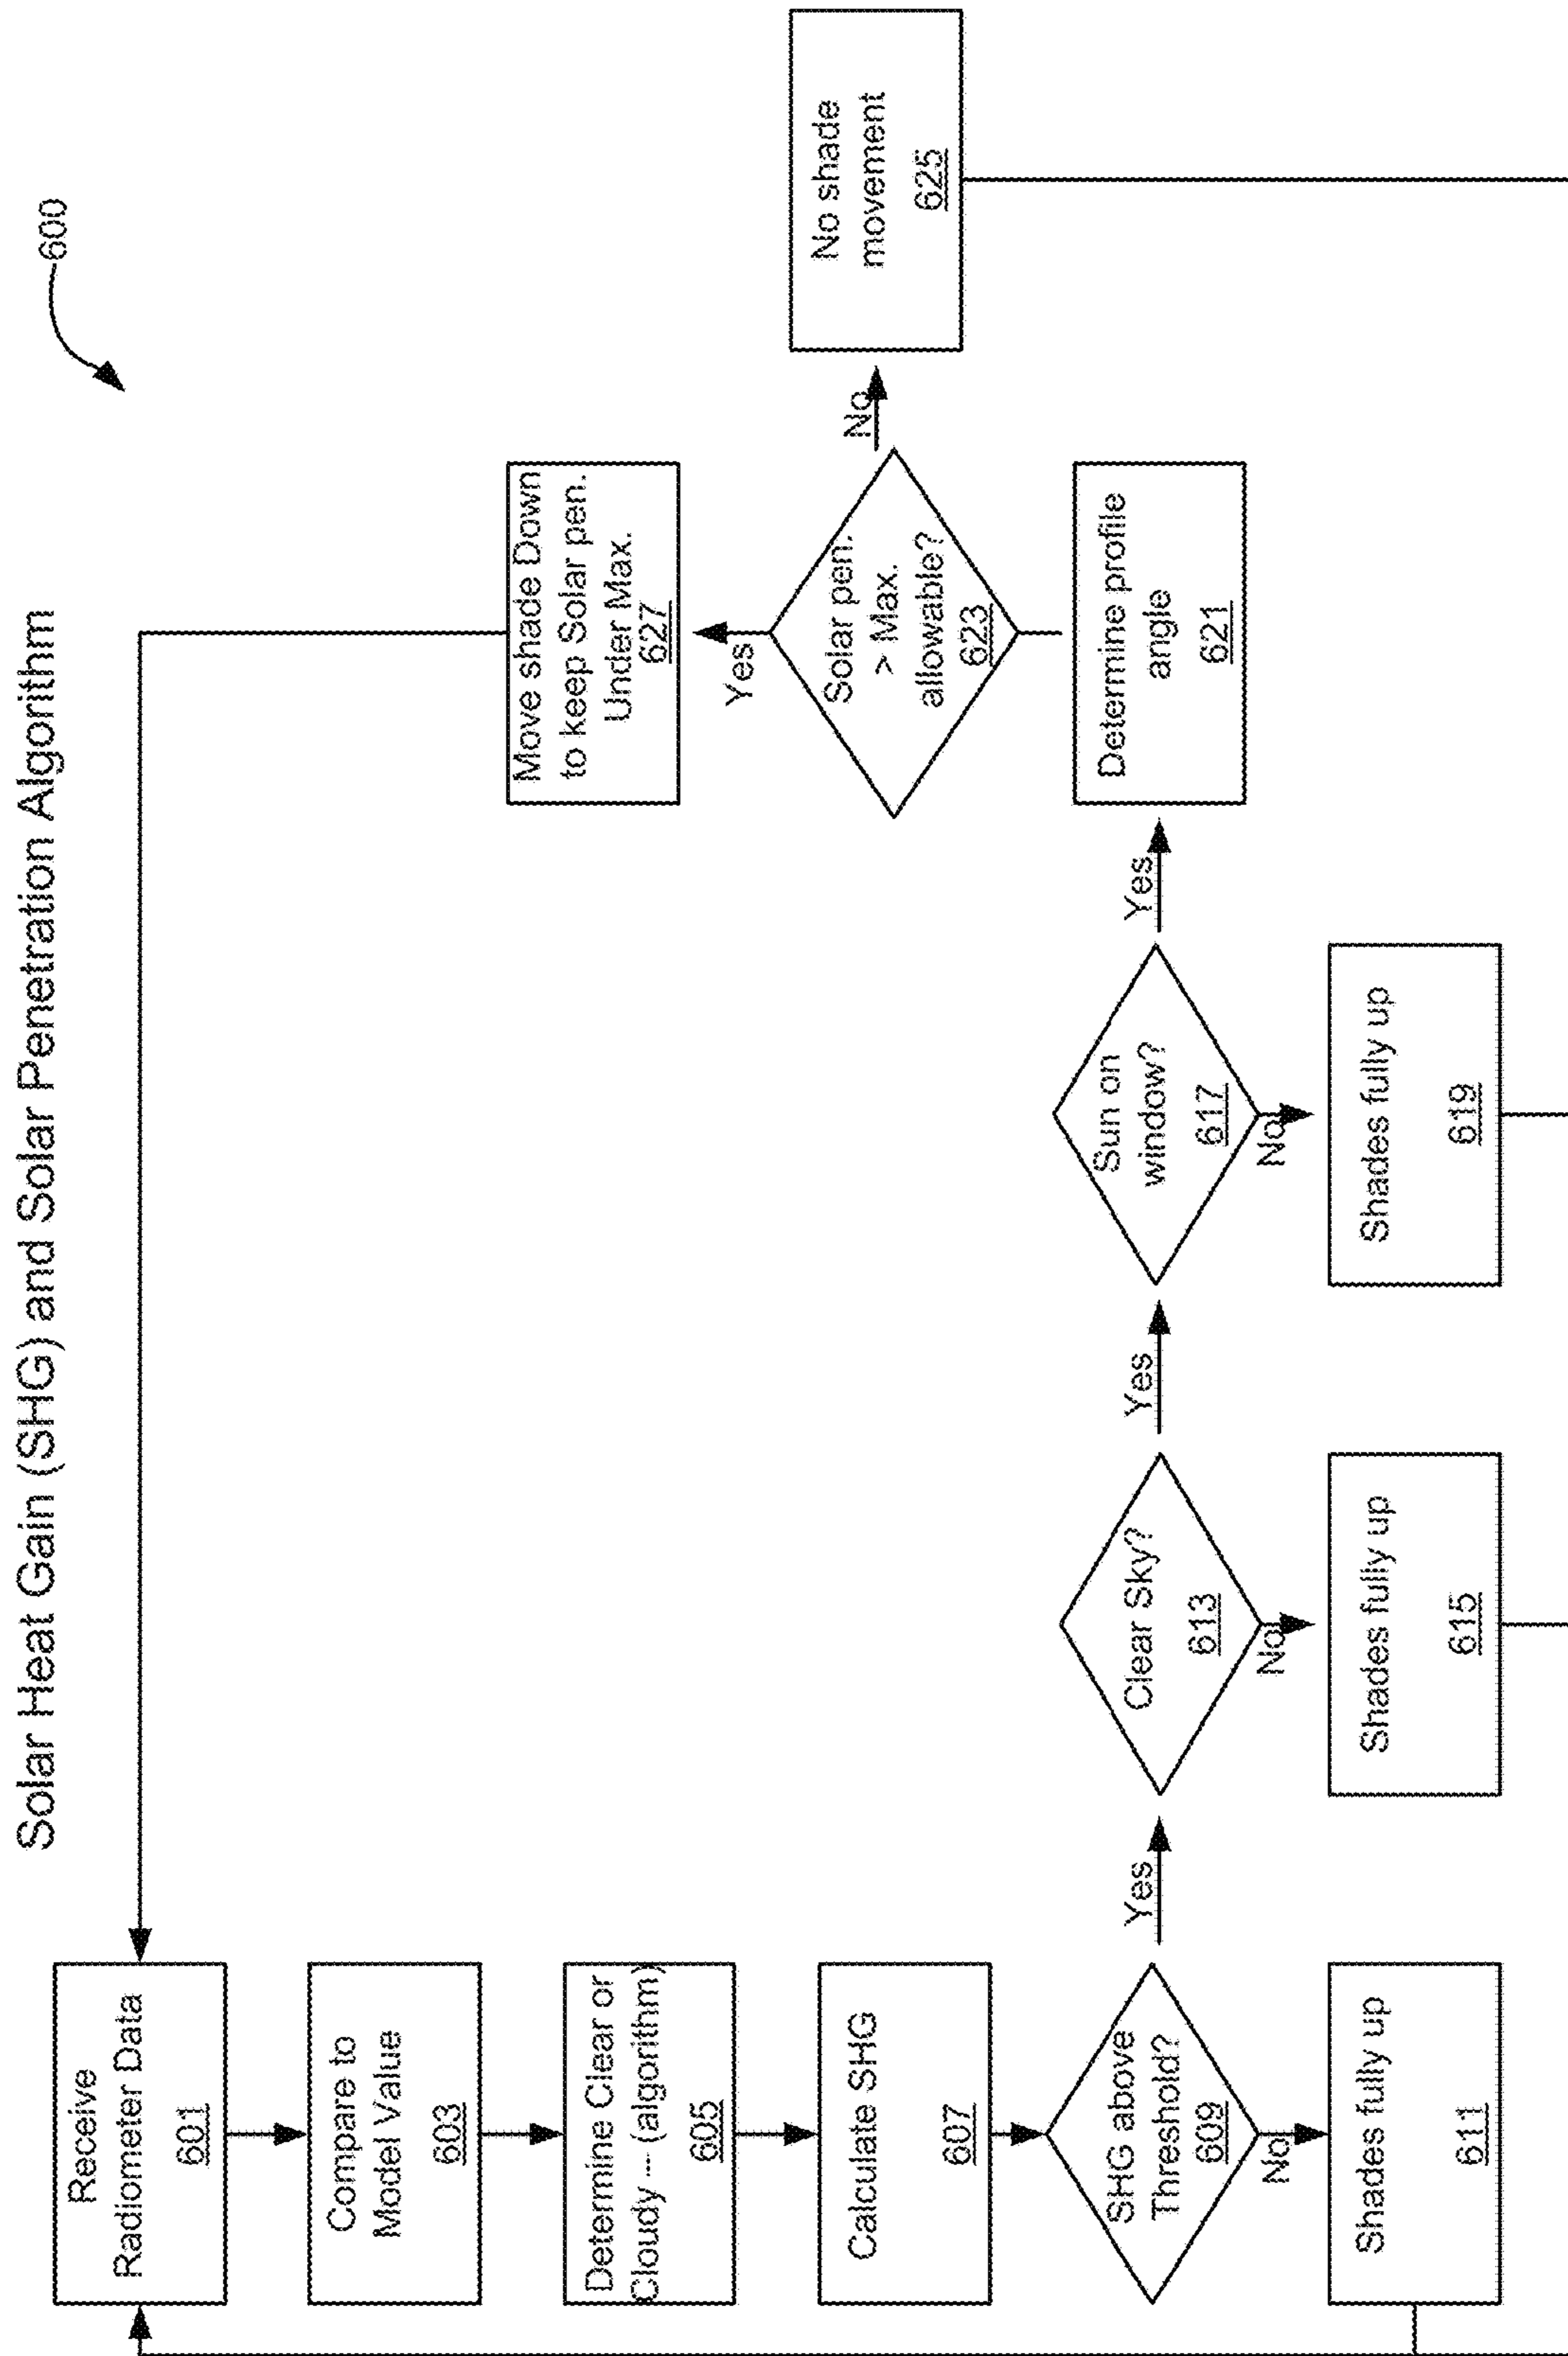 Solar Heat Gain (SHG) and Solar Penetration Algorithm
600
Receive
Radiometer Data
601
Compare to
Model Value
603
Determine Clear or
Cloudy --- (algorithm)
605
Calculate SHG
607
SHG above
Threshold?
609
No
Shades fully up
611
Yes
Clear Sky?
613
No
Shades fully up
615
Yes
Sun on
window?
617
No
Shades fully up
619
Yes
Determine profile
angle
621
Solar pen.
> Max.
allowable?
623
No
No shade
movement
625
Yes
Move shade Down
to keep Solar pen.
Under Max.
627